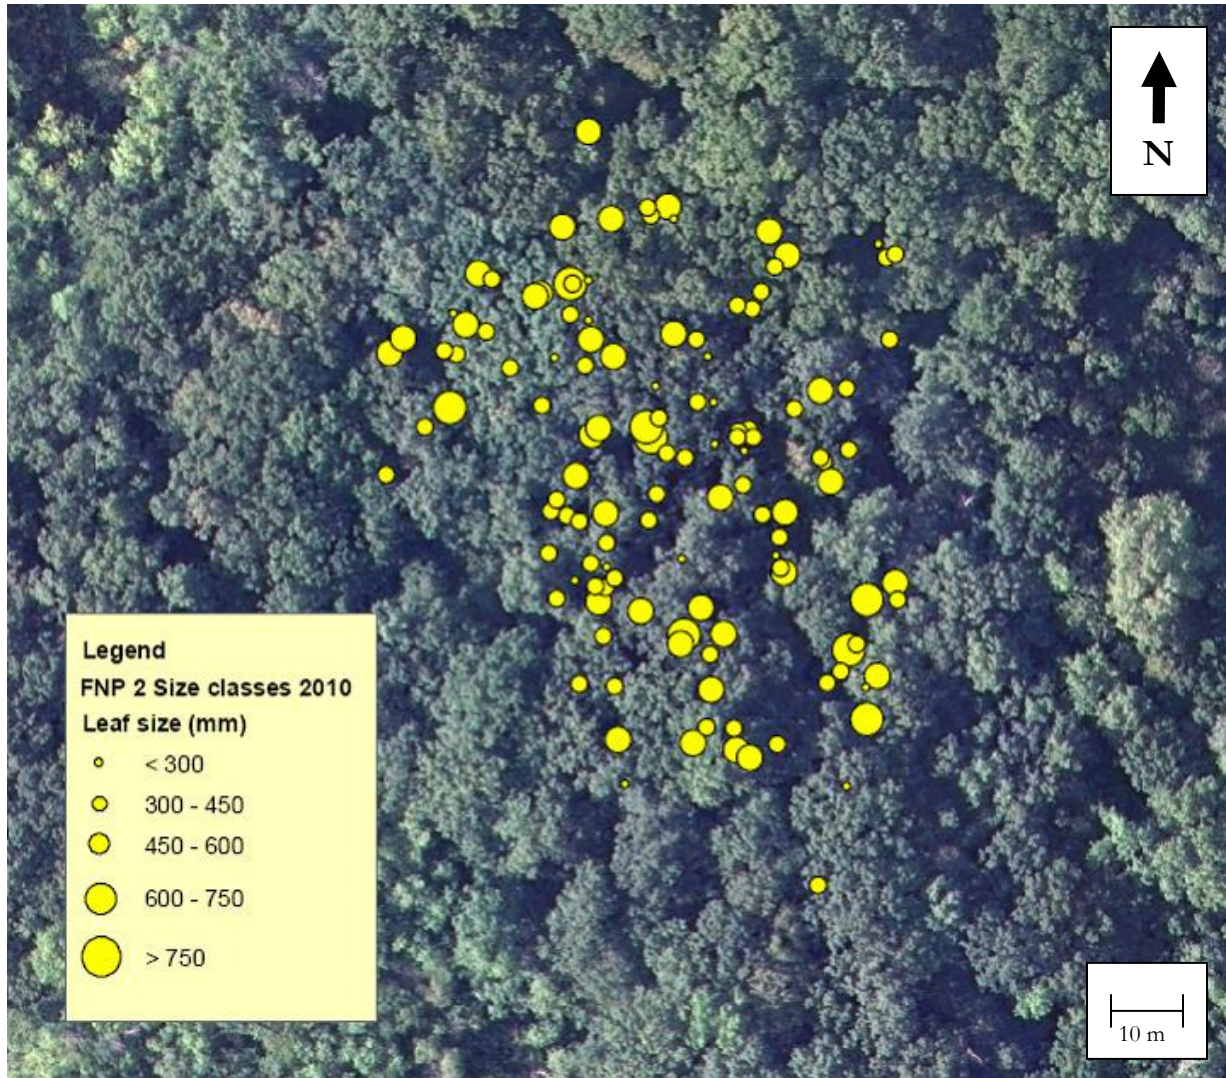 N
Legend
FNP 2 Size classes 2010
Leaf size (mm)
< 300
300 - 450
450 - 600
600 - 750
> 750
10 m